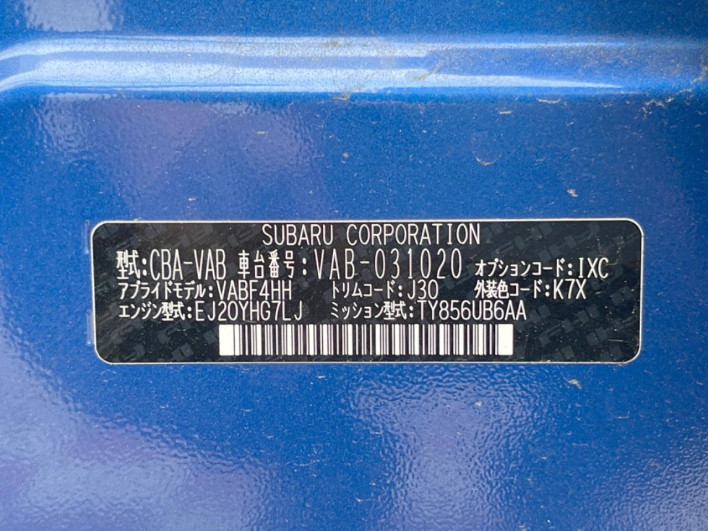 SUBARU CORPORATION
型式:CBA-VAB 車台番号:VAB-031020 オプションコード:IXC
アプライドモデル:VABF4HH トリムコード:J30 外装色コード:K7X
エンジン型式:EJ20YHG7LJ ミッション型式:TY856UB6AA